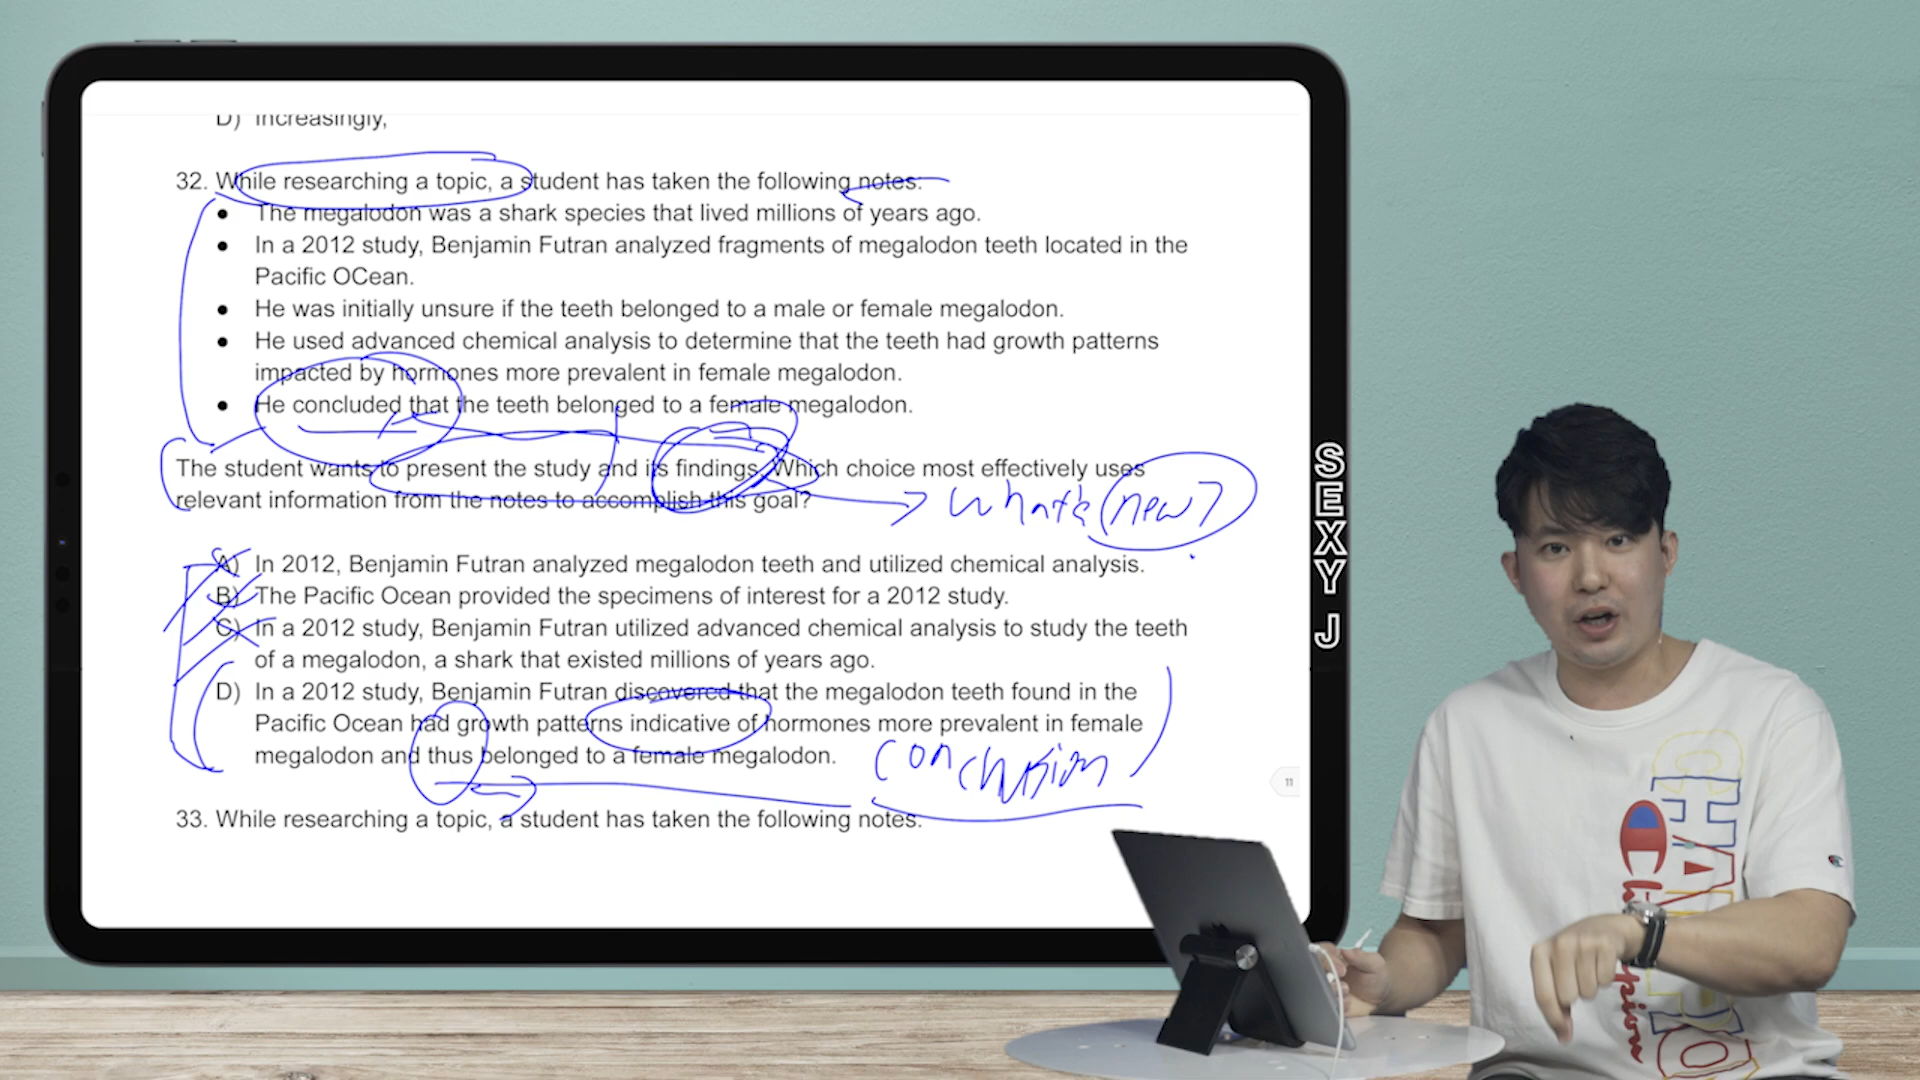 D) Increasingly,
32. While researching a topic, a student has taken the following notes:
● The megalodon was a shark species that lived millions of years ago.
● In a 2012 study, Benjamin Futran analyzed fragments of megalodon teeth located in the
Pacific OCean.
● He was initially unsure if the teeth belonged to a male or female megalodon.
● He used advanced chemical analysis to determine that the teeth had growth patterns
impacted by hormones more prevalent in female megalodon.
● He concluded that the teeth belonged to a female megalodon.
The student wants to present the study and its findings. Which choice most effectively uses
relevant information from the notes to accomplish this goal?
what's new?
A) In 2012, Benjamin Futran analyzed megalodon teeth and utilized chemical analysis.
B) The Pacific Ocean provided the specimens of interest for a 2012 study.
C) In a 2012 study, Benjamin Futran utilized advanced chemical analysis to study the teeth
of a megalodon, a shark that existed millions of years ago.
D) In a 2012 study, Benjamin Futran discovered that the megalodon teeth found in the
Pacific Ocean had growth patterns indicative of hormones more prevalent in female
megalodon and thus belonged to a female megalodon.
conclusion
33. While researching a topic, a student has taken the following notes:
11
SEXY J
Champion